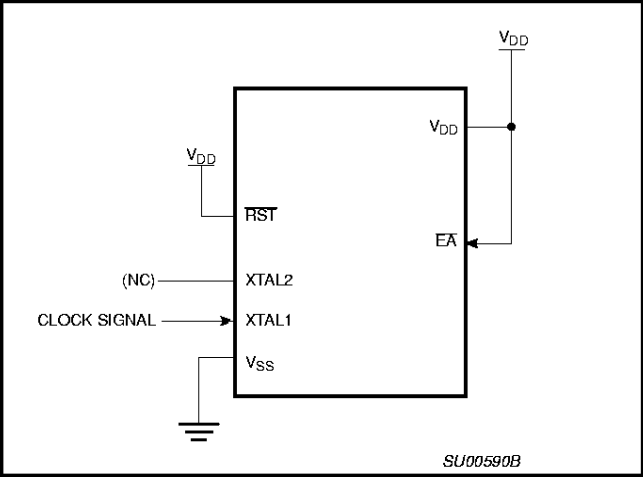 VDD
VDD
VDD
RST
EA
(NC) XTAL2
CLOCK SIGNAL XTAL1
VSS
SU00590B